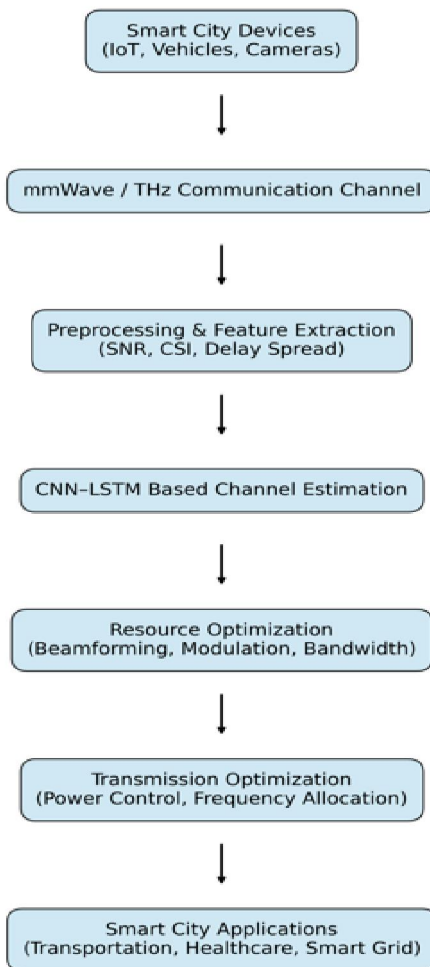 Smart City Devices
(IoT, Vehicles, Cameras)
mmWave / THz Communication Channel
Preprocessing & Feature Extraction
(SNR, CSI, Delay Spread)
CNN–LSTM Based Channel Estimation
Resource Optimization
(Beamforming, Modulation, Bandwidth)
Transmission Optimization
(Power Control, Frequency Allocation)
Smart City Applications
(Transportation, Healthcare, Smart Grid)